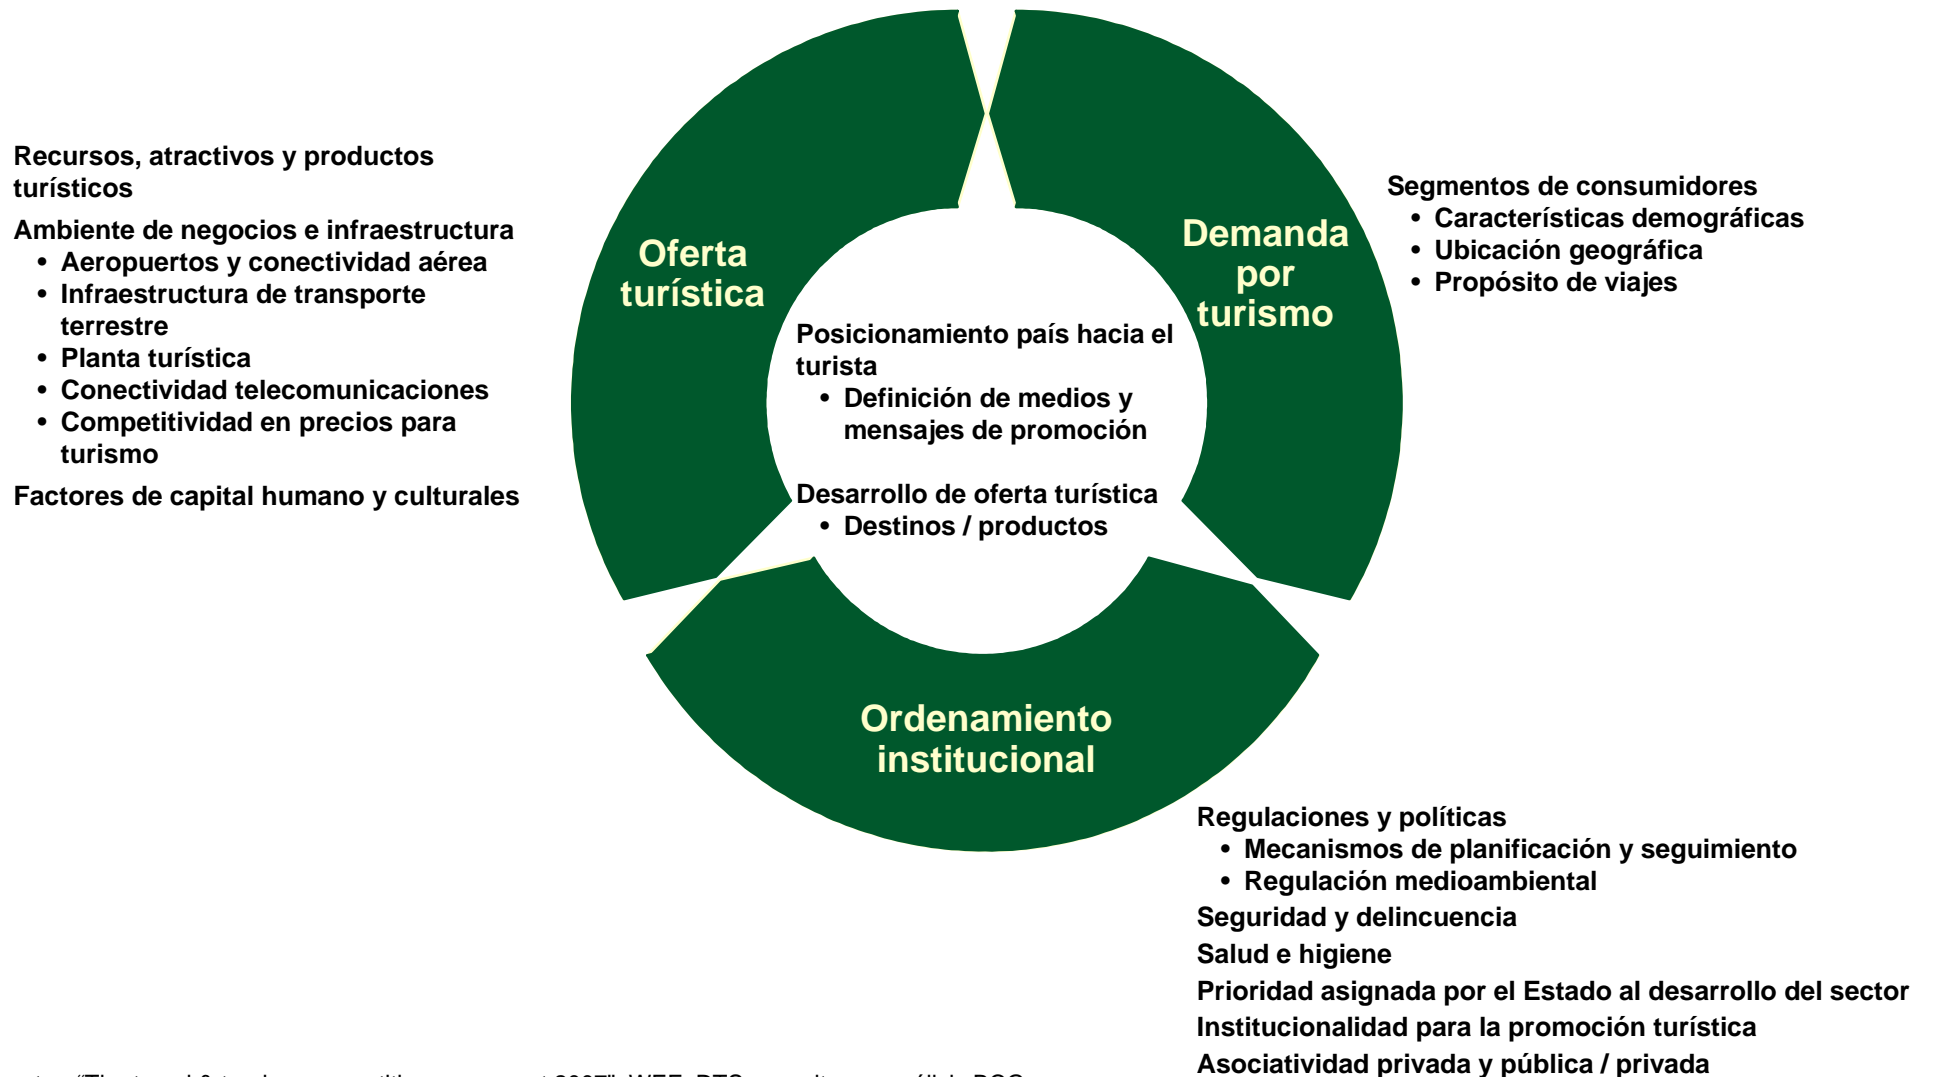 Recursos, atractivos y productos
turísticos
Ambiente de negocios e infraestructura
• Aeropuertos y conectividad aérea
• Infraestructura de transporte
terrestre
• Planta turística
• Conectividad telecomunicaciones
• Competitividad en precios para
turismo
Factores de capital humano y culturales
Oferta
turística
Demanda
por
turismo
Segmentos de consumidores
• Características demográficas
• Ubicación geográfica
• Propósito de viajes
Posicionamiento país hacia el
turista
• Definición de medios y
mensajes de promoción
Desarrollo de oferta turística
• Destinos / productos
Ordenamiento
institucional
Regulaciones y políticas
• Mecanismos de planificación y seguimiento
• Regulación medioambiental
Seguridad y delincuencia
Salud e higiene
Prioridad asignada por el Estado al desarrollo del sector
Institucionalidad para la promoción turística
Asociatividad privada y pública / privada